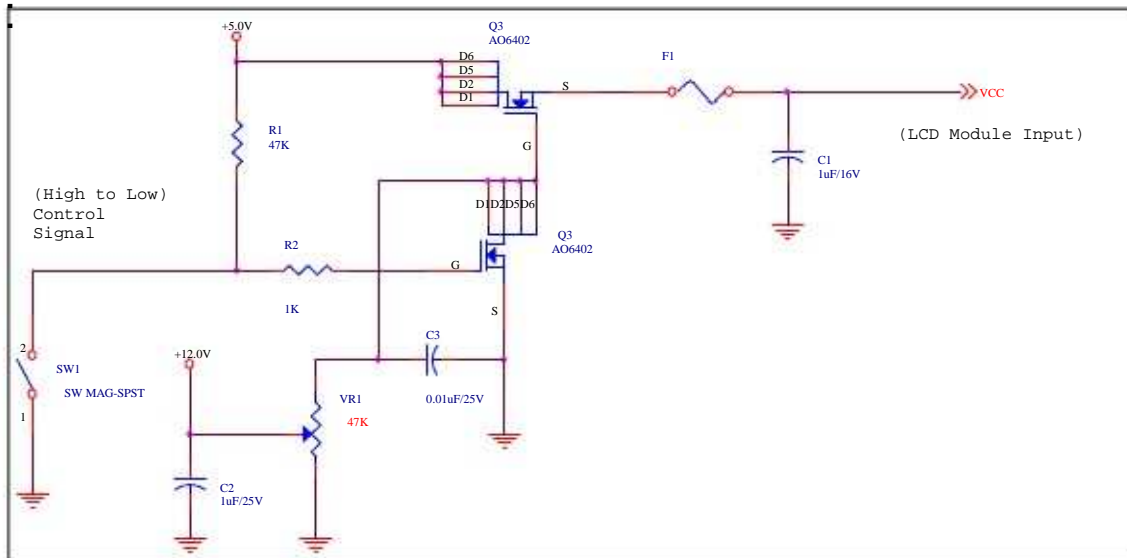 +5.0V
Q3
AO6402
D6
D5
D2
D1
S
G
F1
VCC
(LCD Module Input)
C1
1uF/16V
R1
47K
(High to Low)
Control
Signal
D1D2D5D6
Q3
AO6402
R2
G
1K
S
2
SW1
SW MAG-SPST
1
+12.0V
C3
0.01uF/25V
VR1
47K
C2
1uF/25V